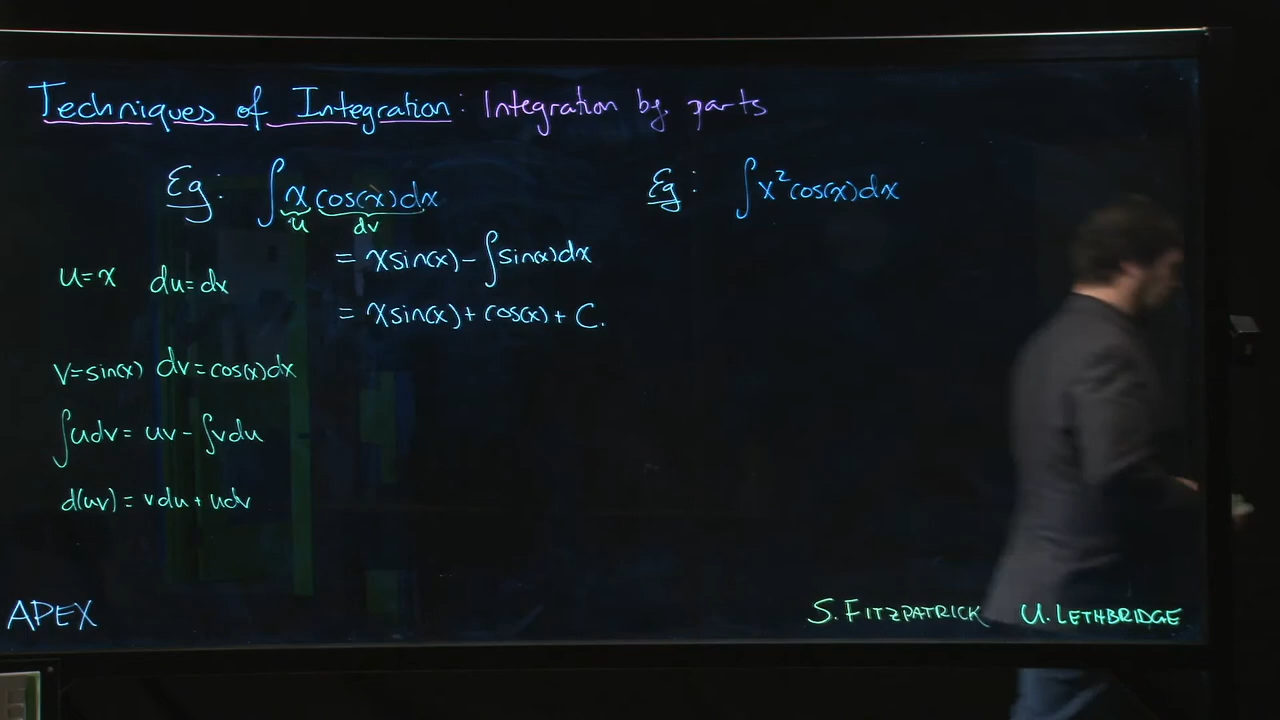 Techniques of Integration: Integration by parts
Eg: ∫x cos(x)dx
u dv
= x sin(x) - ∫sin(x)dx
= x sin(x) + cos(x) + C.
u=x du=dx
v=sin(x) dv=cos(x)dx
∫udv = uv - ∫vdu
d(uv) = vdu + udv
Eg: ∫x²cos(x)dx
APEX
S. FITZPATRICK U. LETHBRIDGE